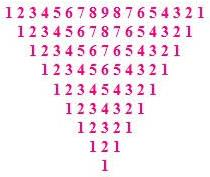 1 2 3 4 5 6 7 8 9 8 7 6 5 4 3 2 1
1 2 3 4 5 6 7 8 7 6 5 4 3 2 1
1 2 3 4 5 6 7 6 5 4 3 2 1
1 2 3 4 5 6 5 4 3 2 1
1 2 3 4 5 4 3 2 1
1 2 3 4 3 2 1
1 2 3 2 1
1 2 1
1